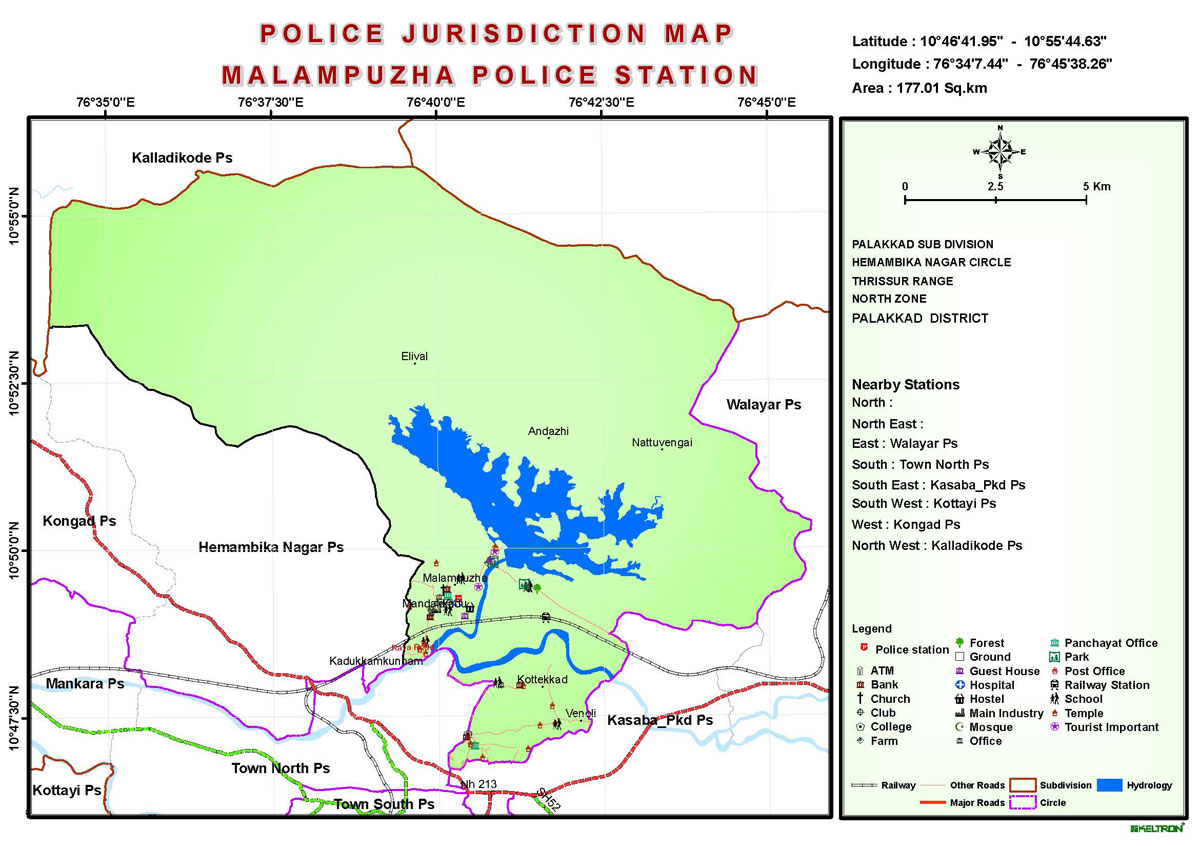 POLICE JURISDICTION MAP
MALAMPUZHA POLICE STATION
Latitude : 10°46'41.95" - 10°55'44.63"
Longitude : 76°34'7.44" - 76°45'38.26"
Area : 177.01 Sq.km
76°35'0"E 76°37'30"E 76°40'0"E 76°42'30"E 76°45'0"E
10°55'0"N
10°52'30"N
10°50'0"N
10°47'30"N
Kalladikode Ps
Elival
Walayar Ps
Andazhi
Nattuvengai
Kongad Ps
Hemambika Nagar Ps
Malampuzha
Kadukkamkunnam
Kottekkad
Mankara Ps
Venoli
Kasaba_Pkd Ps
Town North Ps
Kottayi Ps
Nh 213
Town South Ps
SH52
N
W E
S
0 2.5 5 Km
PALAKKAD SUB DIVISION
HEMAMBIKA NAGAR CIRCLE
THRISSUR RANGE
NORTH ZONE
PALAKKAD DISTRICT
Nearby Stations
North :
North East :
East : Walayar Ps
South : Town North Ps
South East : Kasaba_Pkd Ps
South West : Kottayi Ps
West : Kongad Ps
North West : Kalladikode Ps
Legend
Police station
ATM
Bank
Church
Club
College
Farm
Forest
Ground
Guest House
Hospital
Hostel
Main Industry
Mosque
Office
Panchayat Office
Park
Post Office
Railway Station
School
Temple
Tourist Important
Railway
Other Roads
Major Roads
Subdivision
Circle
Hydrology
KELTRON